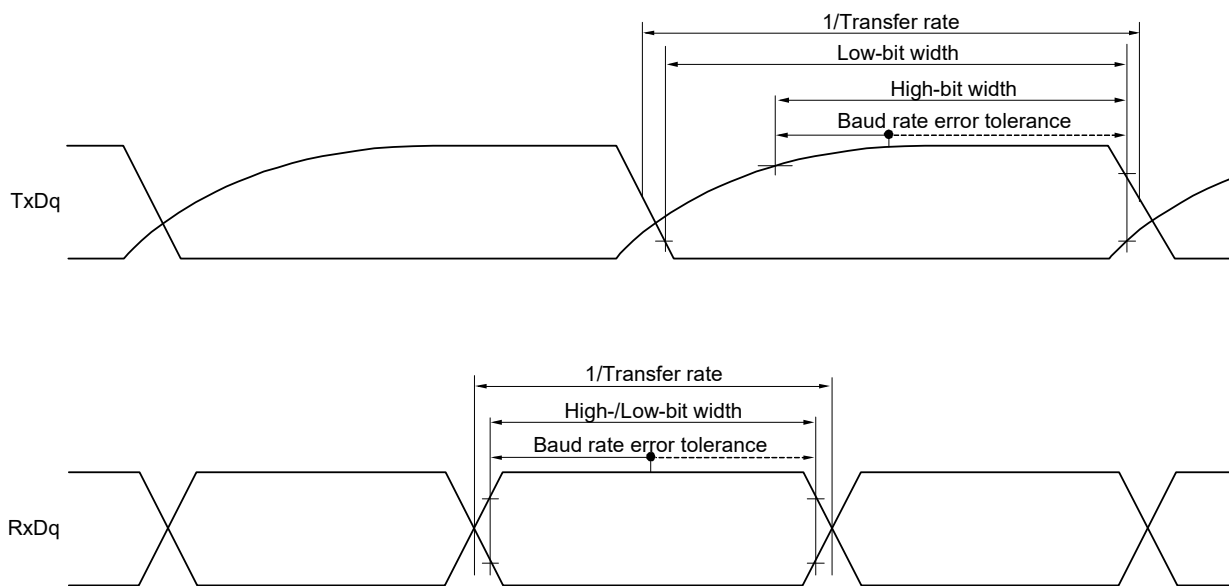 1/Transfer rate
Low-bit width
High-bit width
Baud rate error tolerance
TxDq
1/Transfer rate
High-/Low-bit width
Baud rate error tolerance
RxDq